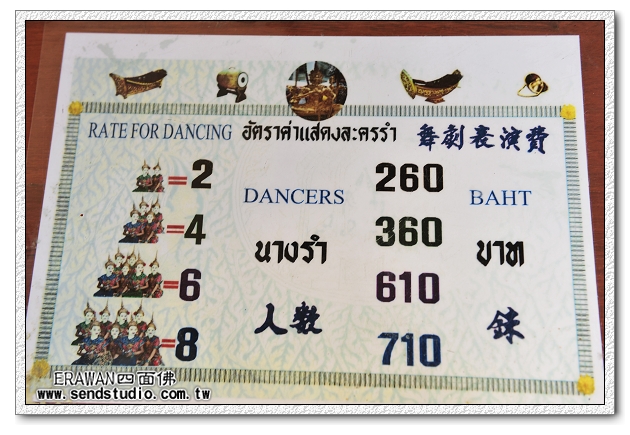 RATE FOR DANCING อัตราค่าแสดงละครรำ 舞劇表演費
=2 DANCERS 260 BAHT
=4 นางรำ 360 บาท
=6 610
人数 銖
=8 710
ERAWAN四面佛
www.sendstudio.com.tw